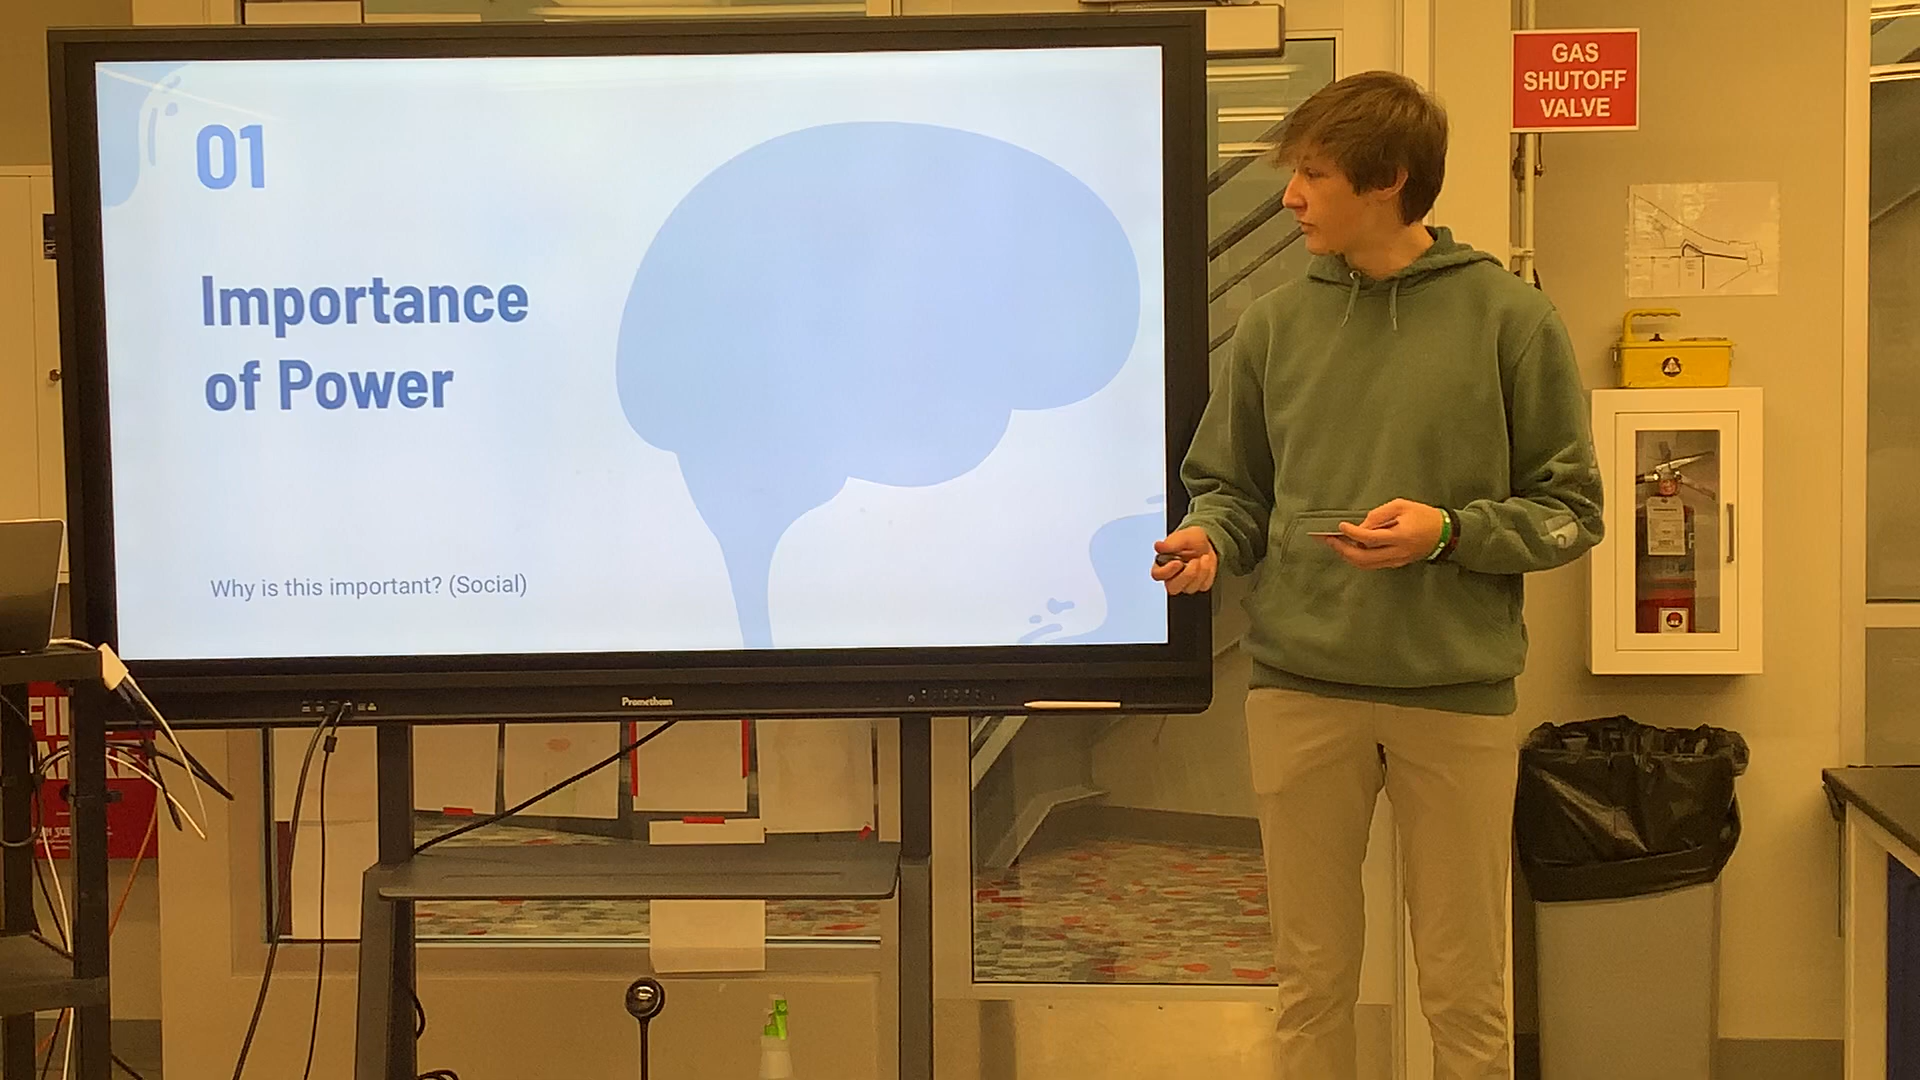 01
Importance
of Power
Why is this important? (Social)
Promethean
GAS
SHUTOFF
VALVE